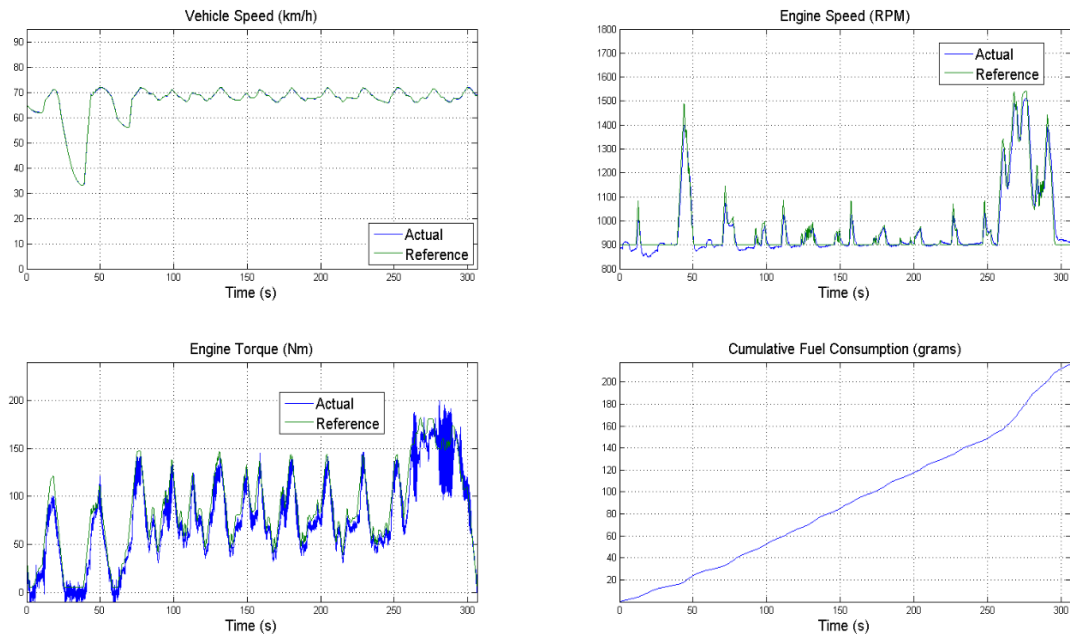 Vehicle Speed (km/h)
90
80
70
60
50
40
30
20
10
0
0 50 100 150 200 250 300
Actual
Reference
Time (s)
Engine Speed (RPM)
1800
1700
1600
1500
1400
1300
1200
1100
1000
900
800
0 50 100 150 200 250 300
Actual
Reference
Time (s)
Engine Torque (Nm)
200
150
100
50
0
0 50 100 150 200 250 300
Actual
Reference
Time (s)
Cumulative Fuel Consumption (grams)
200
180
160
140
120
100
80
60
40
20
0 50 100 150 200 250 300
Time (s)